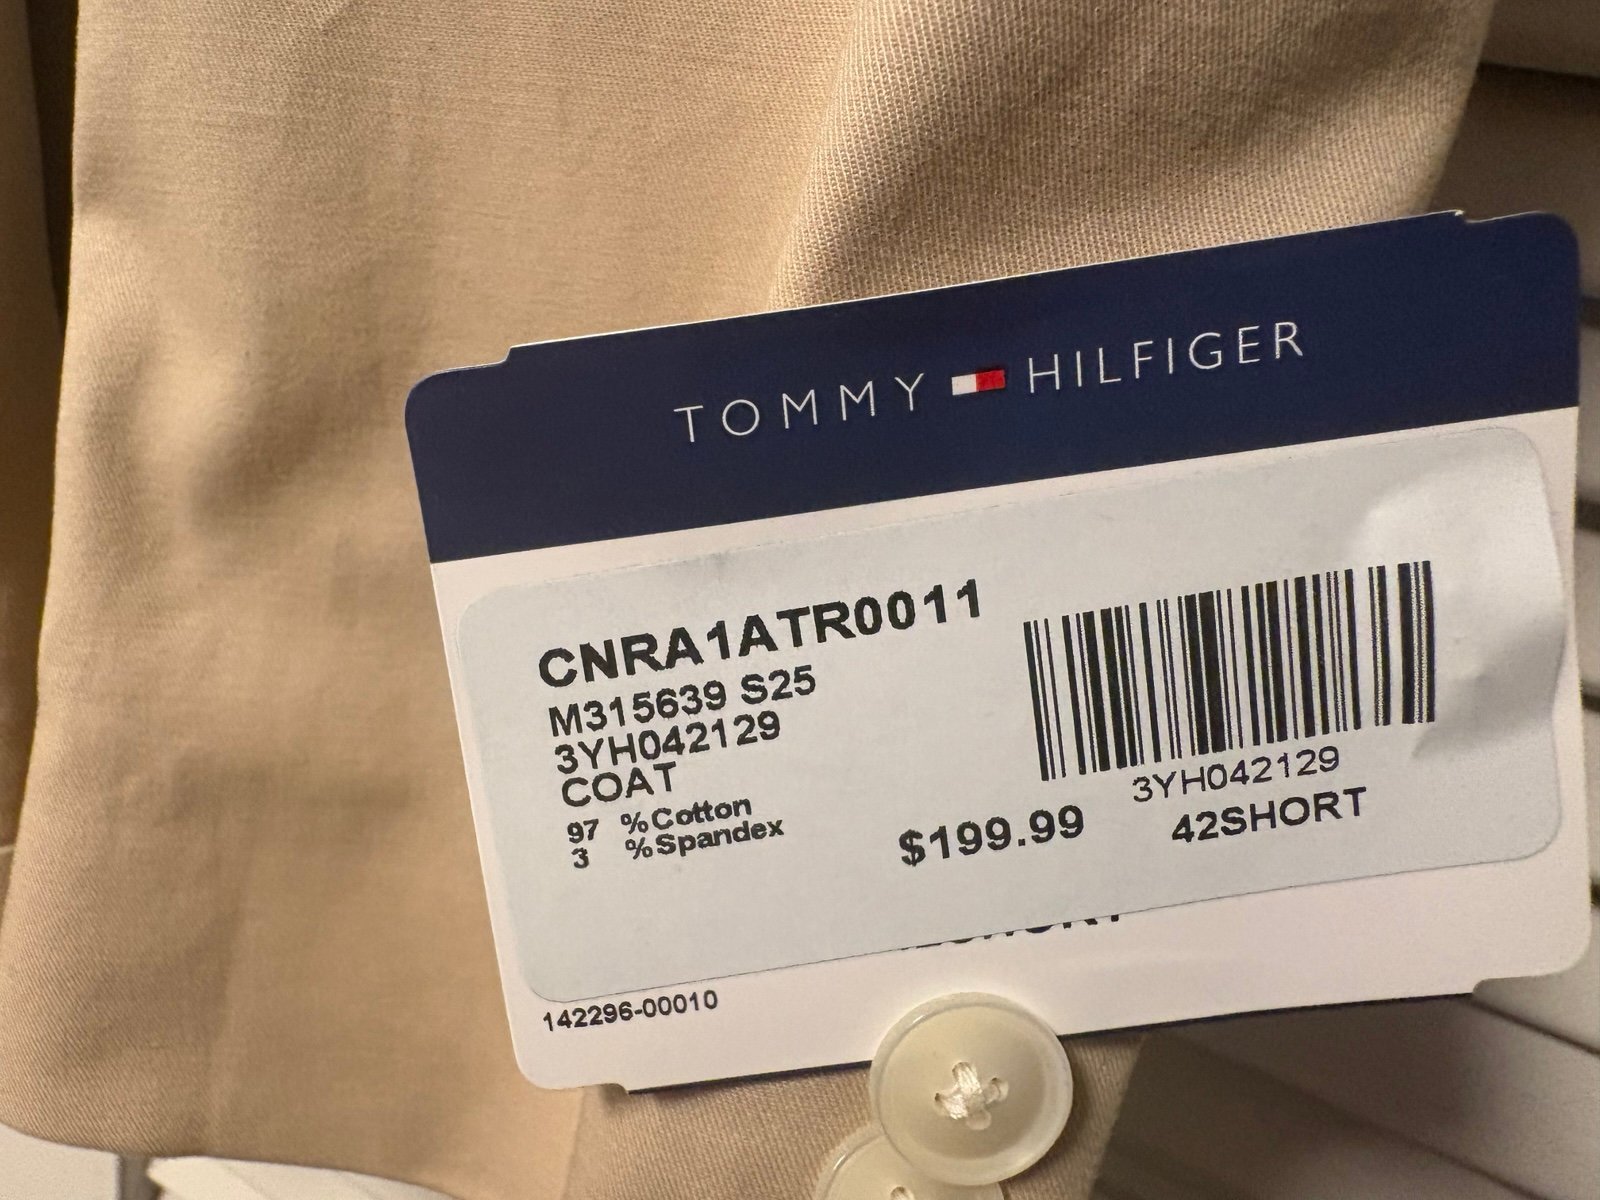 TOMMY HILFIGER
CNRA1ATR0011
M315639 S25
3YH042129
COAT
97 %Cotton
3 %Spandex
3YH042129
$199.99 42SHORT
142296-00010